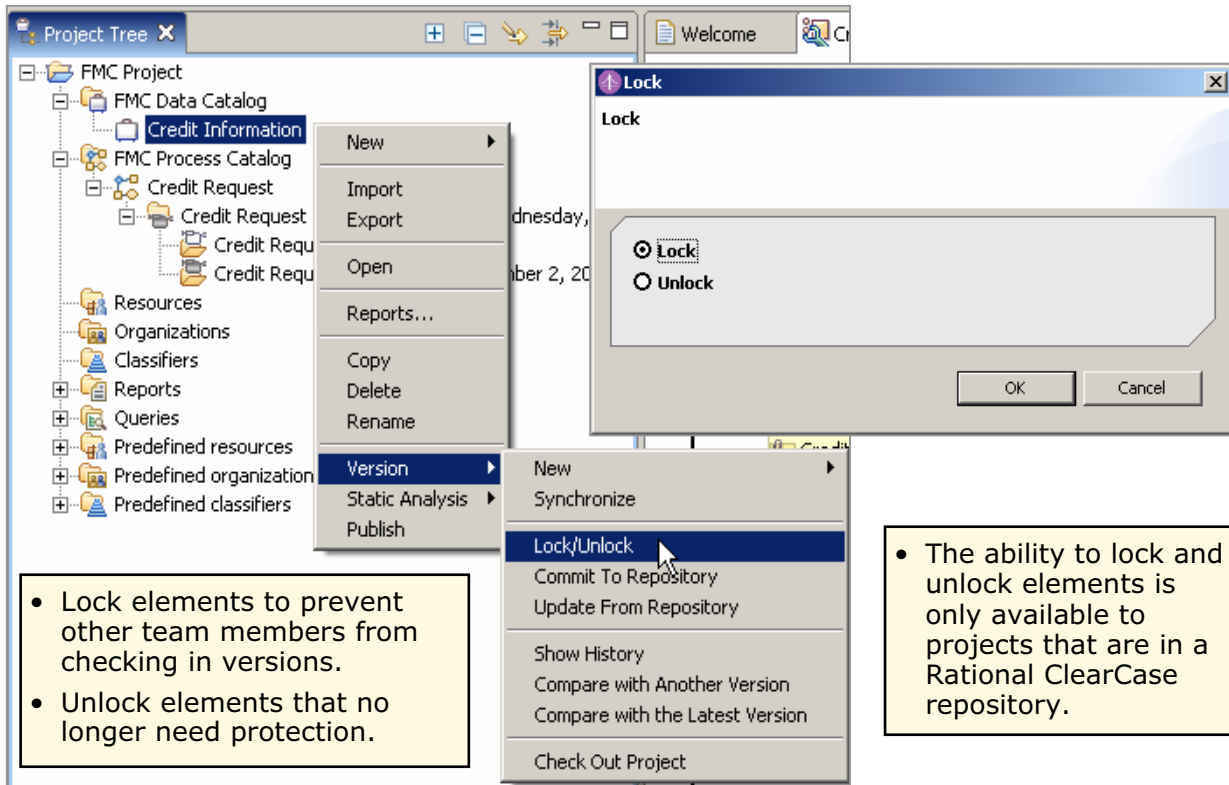 Project Tree
Welcome
FMC Project
FMC Data Catalog
Credit Information
FMC Process Catalog
Credit Request
Credit Request
dnesday,
Credit Requ
Credit Requ
ber 2, 20
Resources
Organizations
Classifiers
Reports
Queries
Predefined resources
Predefined organization
Predefined classifiers
New
Import
Export
Open
Reports...
Copy
Delete
Rename
Version
Static Analysis
Publish
New
Synchronize
Lock/Unlock
Commit To Repository
Update From Repository
Show History
Compare with Another Version
Compare with the Latest Version
Check Out Project
Lock
Lock
Lock
Unlock
OK
Cancel
• Lock elements to prevent
other team members from
checking in versions.
• Unlock elements that no
longer need protection.
• The ability to lock and
unlock elements is
only available to
projects that are in a
Rational ClearCase
repository.